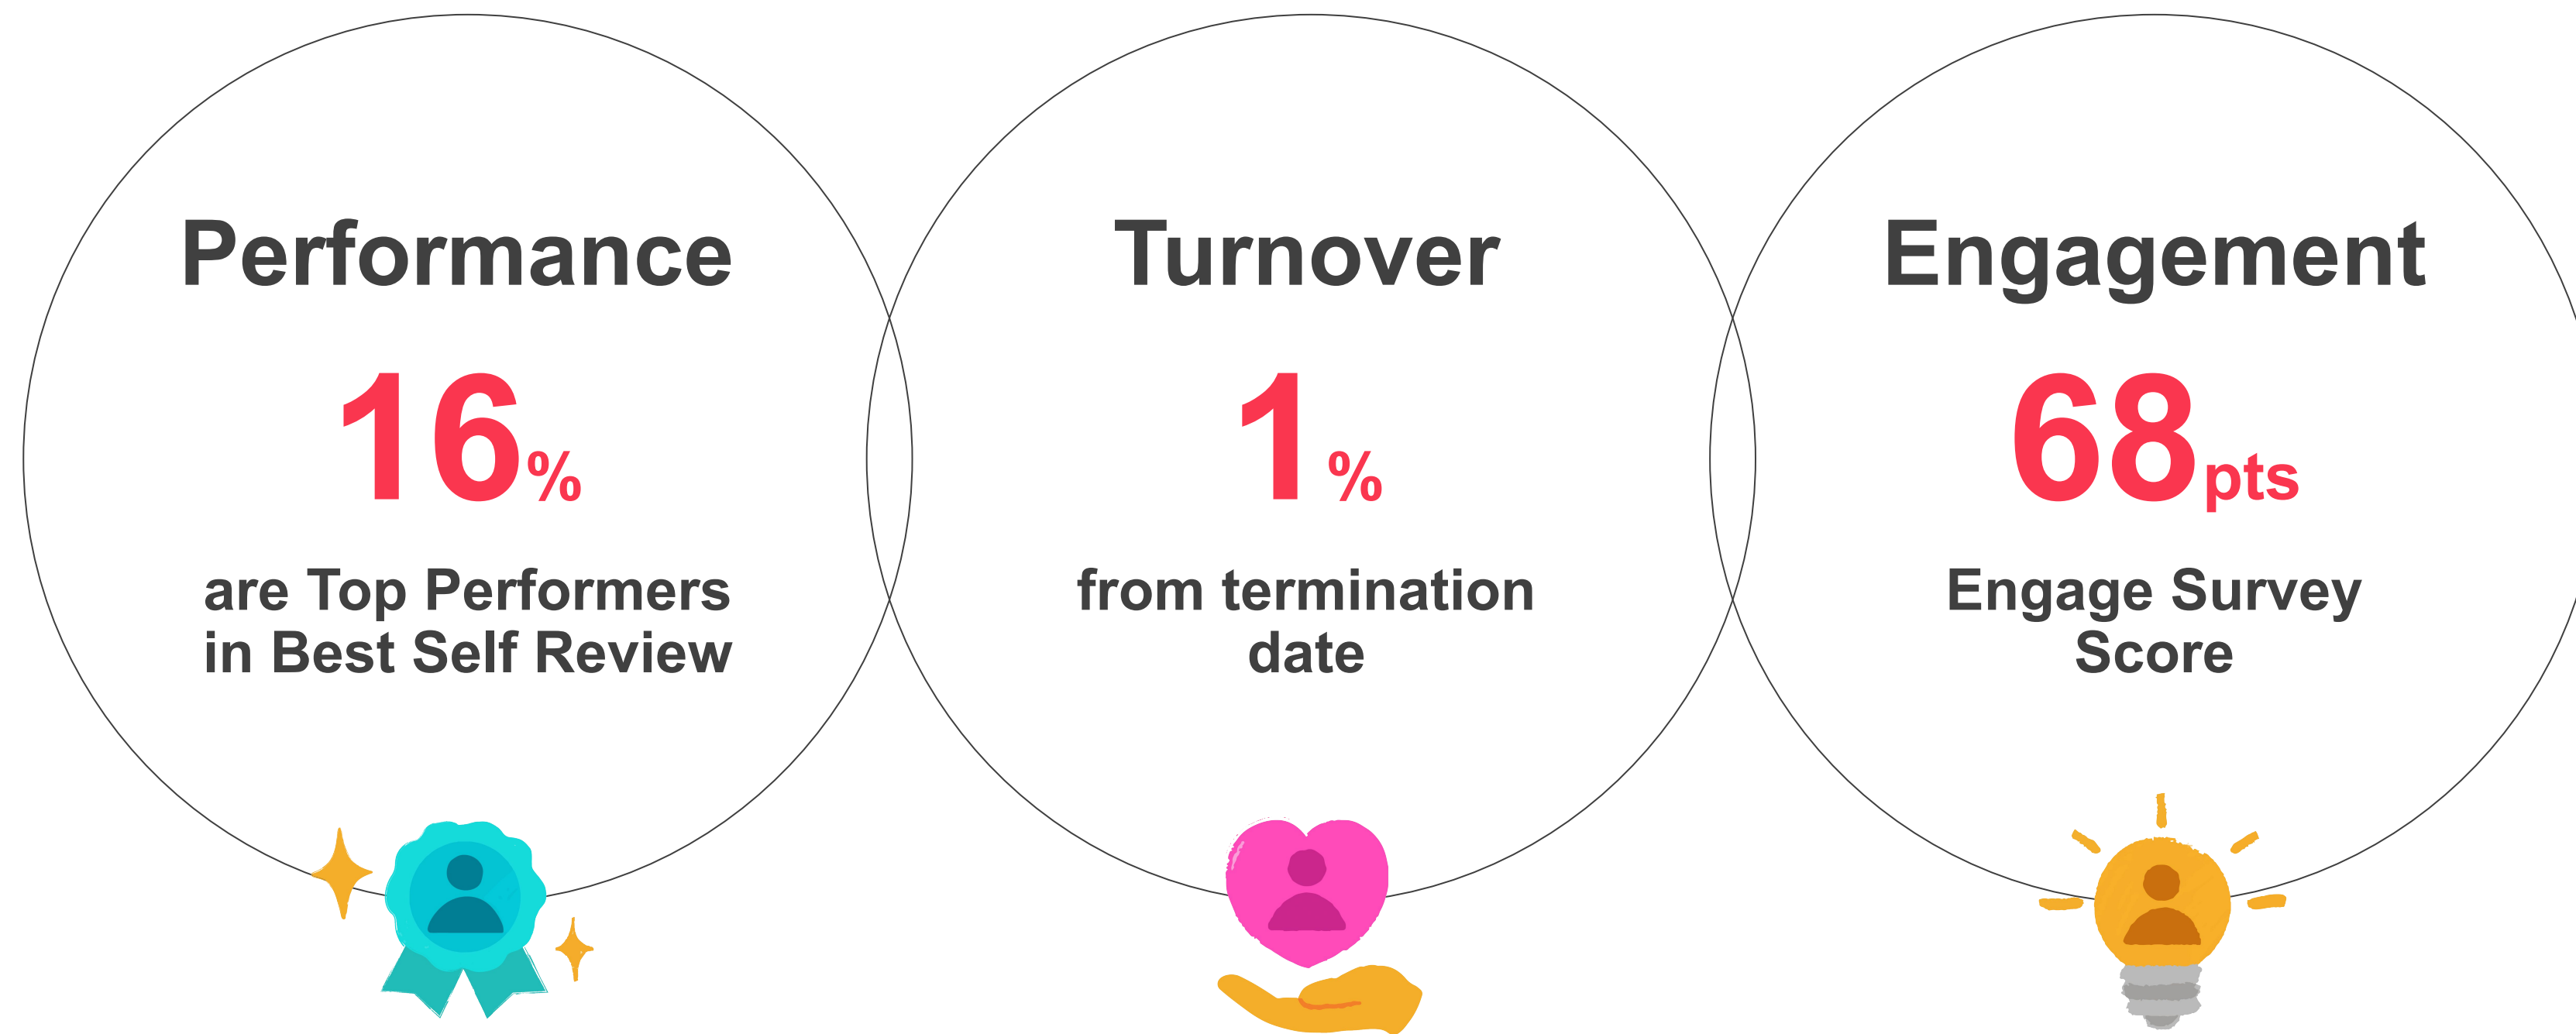 Performance
16%
are Top Performers
in Best Self Review
Turnover
1%
from termination
date
Engagement
68pts
Engage Survey
Score